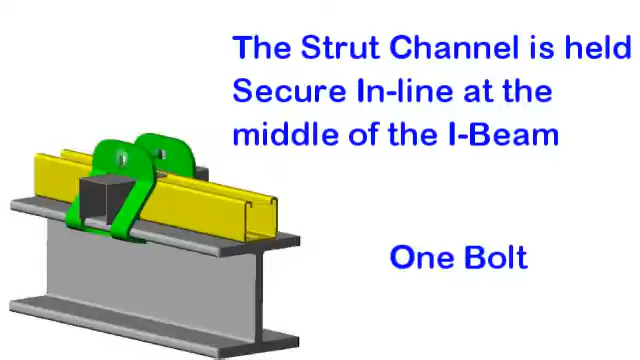 The Strut Channel is held
Secure In-line at the
middle of the I-Beam
One Bolt